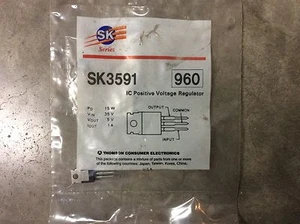 SK
Series
SK3591
960
IC Positive Voltage Regulator
PD 15 W
VIN 35 V
VOUT 5 V
IOUT 1 A
OUTPUT
COMMON
INPUT
THOMSON CONSUMER ELECTRONICS
This packet contains a mixture of parts from one or more
of the following countries: Japan, Taiwan, Korea, China,